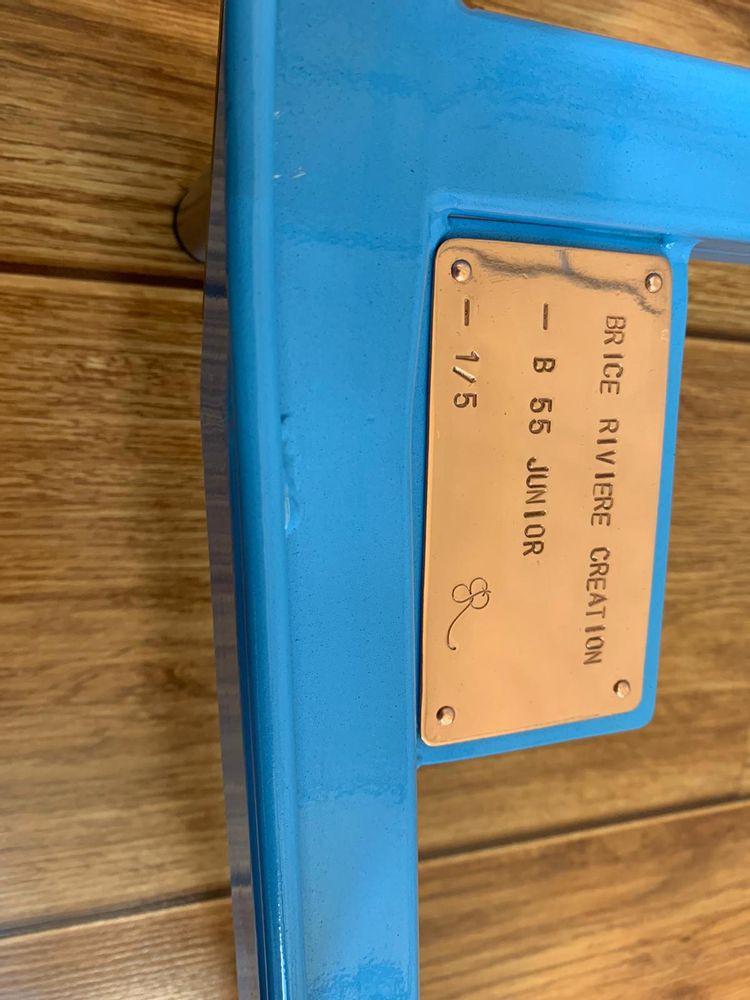 BRICE RIVIERE CREATION
- B 55 JUNIOR
- 1/5